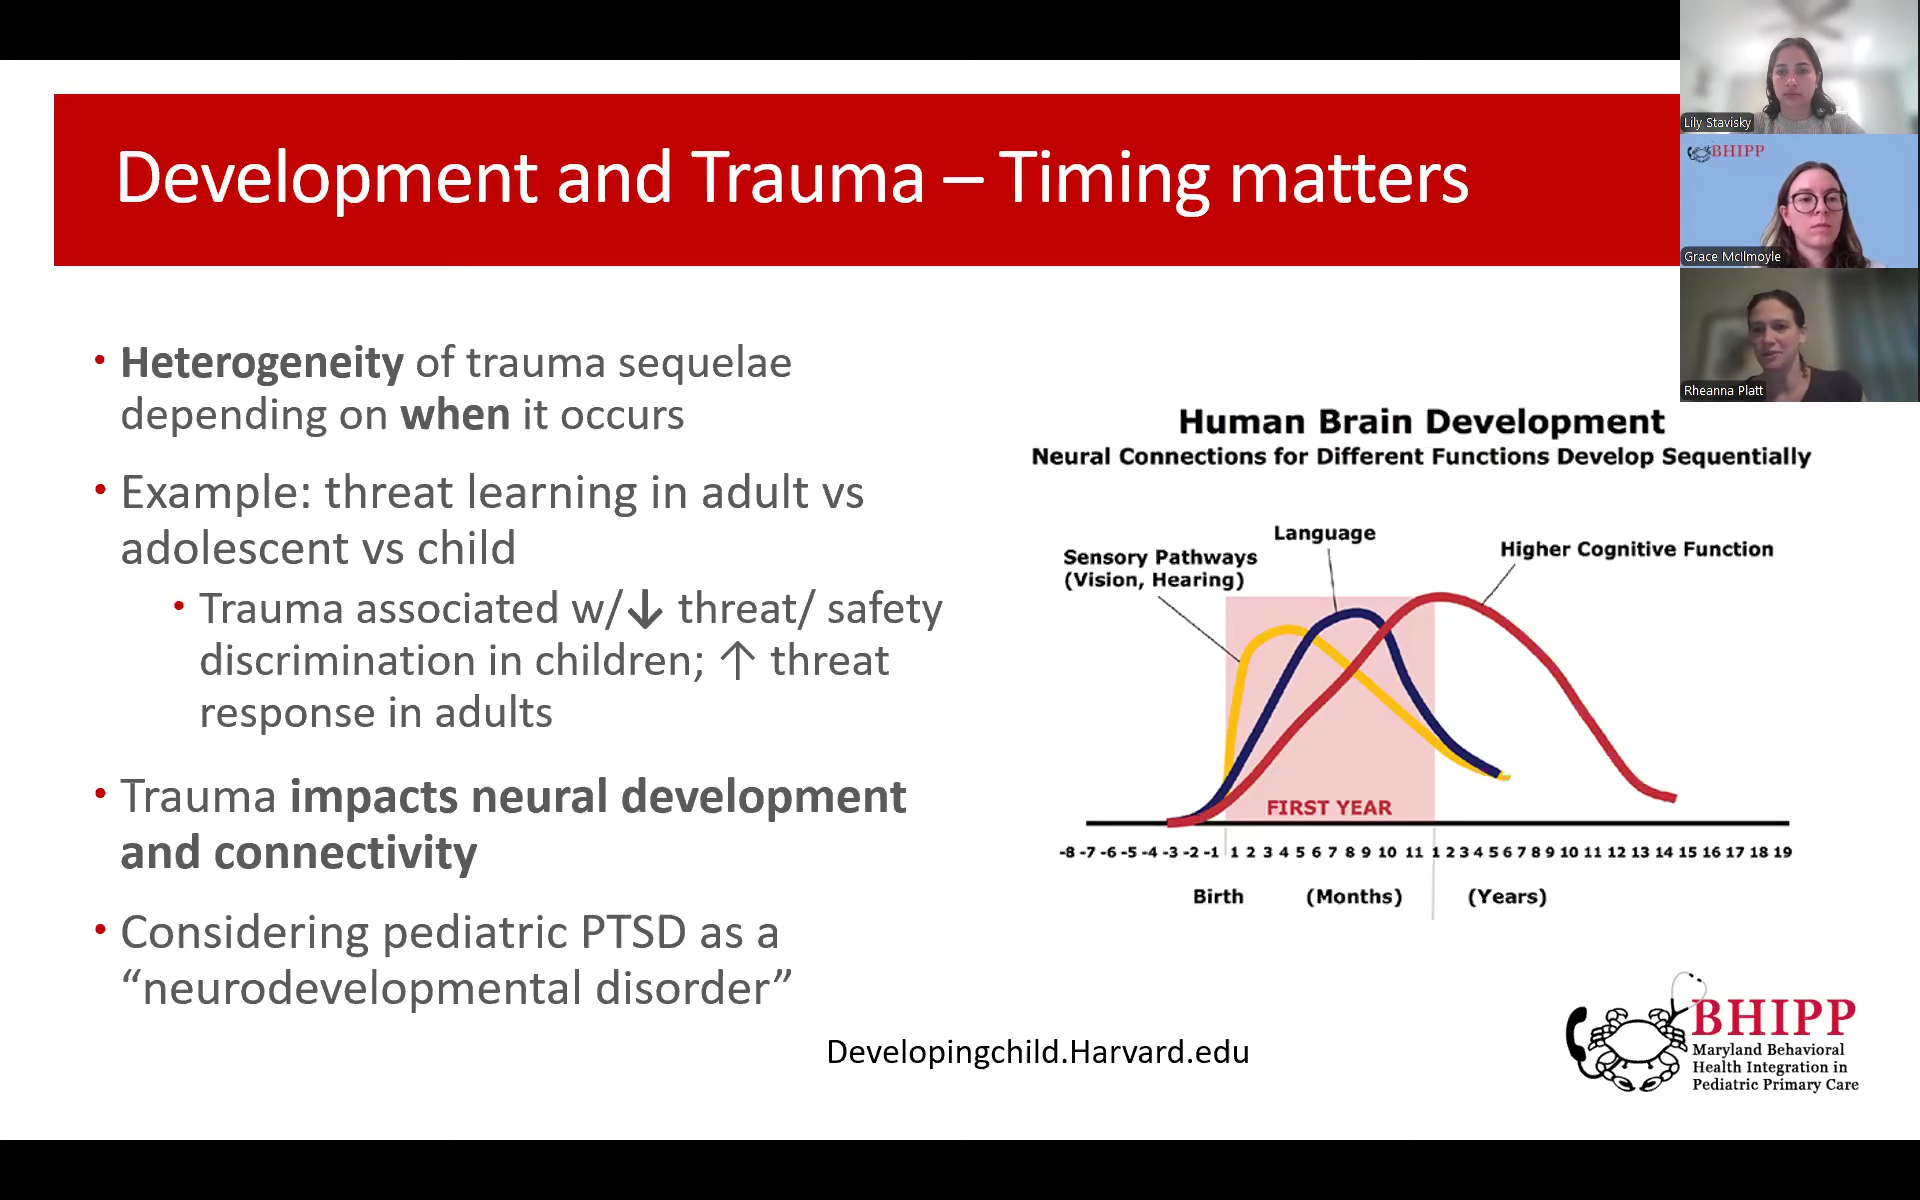 Development and Trauma – Timing matters
Lily Stavisky
BHIPP
Grace McIlmoyle
Rheanna Platt
• Heterogeneity of trauma sequelae
depending on when it occurs
• Example: threat learning in adult vs
adolescent vs child
• Trauma associated w/↓ threat/ safety
discrimination in children; ↑ threat
response in adults
• Trauma impacts neural development
and connectivity
• Considering pediatric PTSD as a
“neurodevelopmental disorder”
Human Brain Development
Neural Connections for Different Functions Develop Sequentially
Language
Sensory Pathways
(Vision, Hearing)
Higher Cognitive Function
FIRST YEAR
-8 -7 -6 -5 -4 -3 -2 -1 1 2 3 4 5 6 7 8 9 10 11 1 2 3 4 5 6 7 8 9 10 11 12 13 14 15 16 17 18 19
Birth (Months) (Years)
Developingchild.Harvard.edu
BHIPP
Maryland Behavioral
Health Integration in
Pediatric Primary Care